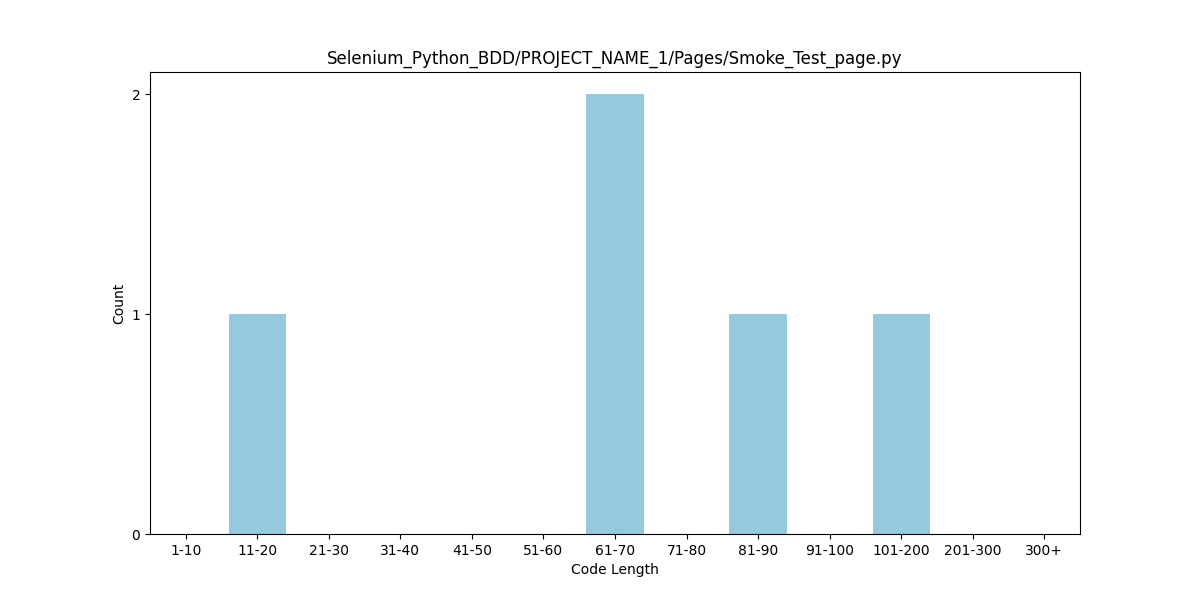 Selenium_Python_BDD/PROJECT_NAME_1/Pages/Smoke_Test_page.py
2
1
0
Count
1-10 11-20 21-30 31-40 41-50 51-60 61-70 71-80 81-90 91-100 101-200 201-300 300+
Code Length